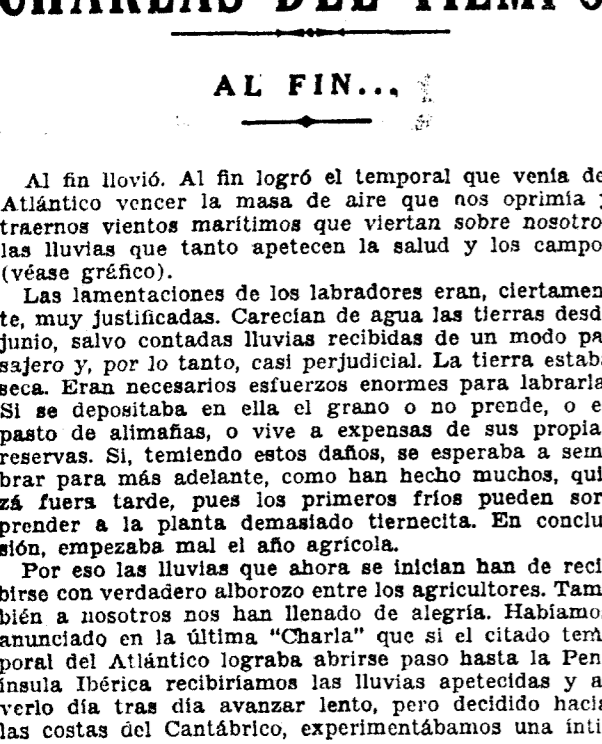 CHARLAS DEL TIEMPO
AL FIN...
Al fin llovió. Al fin logró el temporal que venía de
Atlántico vencer la masa de aire que nos oprimía y
traernos vientos marítimos que viertan sobre nosotro
las lluvias que tanto apetecen la salud y los campo
(véase gráfico).
Las lamentaciones de los labradores eran, ciertamen
te, muy justificadas. Carecían de agua las tierras desd
junio, salvo contadas lluvias recibidas de un modo pa
sajero y, por lo tanto, casi perjudicial. La tierra estaba
seca. Eran necesarios esfuerzos enormes para labrarla
Si se depositaba en ella el grano o no prende, o e
pasto de alimañas, o vive a expensas de sus propia
reservas. Si, temiendo estos daños, se esperaba a sem
brar para más adelante, como han hecho muchos, qui
zá fuera tarde, pues los primeros fríos pueden sor
prender a la planta demasiado tiernecita. En conclu
sión, empezaba mal el año agrícola.
Por eso las lluvias que ahora se inician han de reci
birse con verdadero alborozo entre los agricultores. Tam
bién a nosotros nos han llenado de alegría. Habíamo
anunciado en la última "Charla" que si el citado tem
poral del Atlántico lograba abrirse paso hasta la Pen
ínsula Ibérica recibiríamos las lluvias apetecidas y a
verlo día tras día avanzar lento, pero decidido hacia
las costas del Cantábrico, experimentábamos una ínti